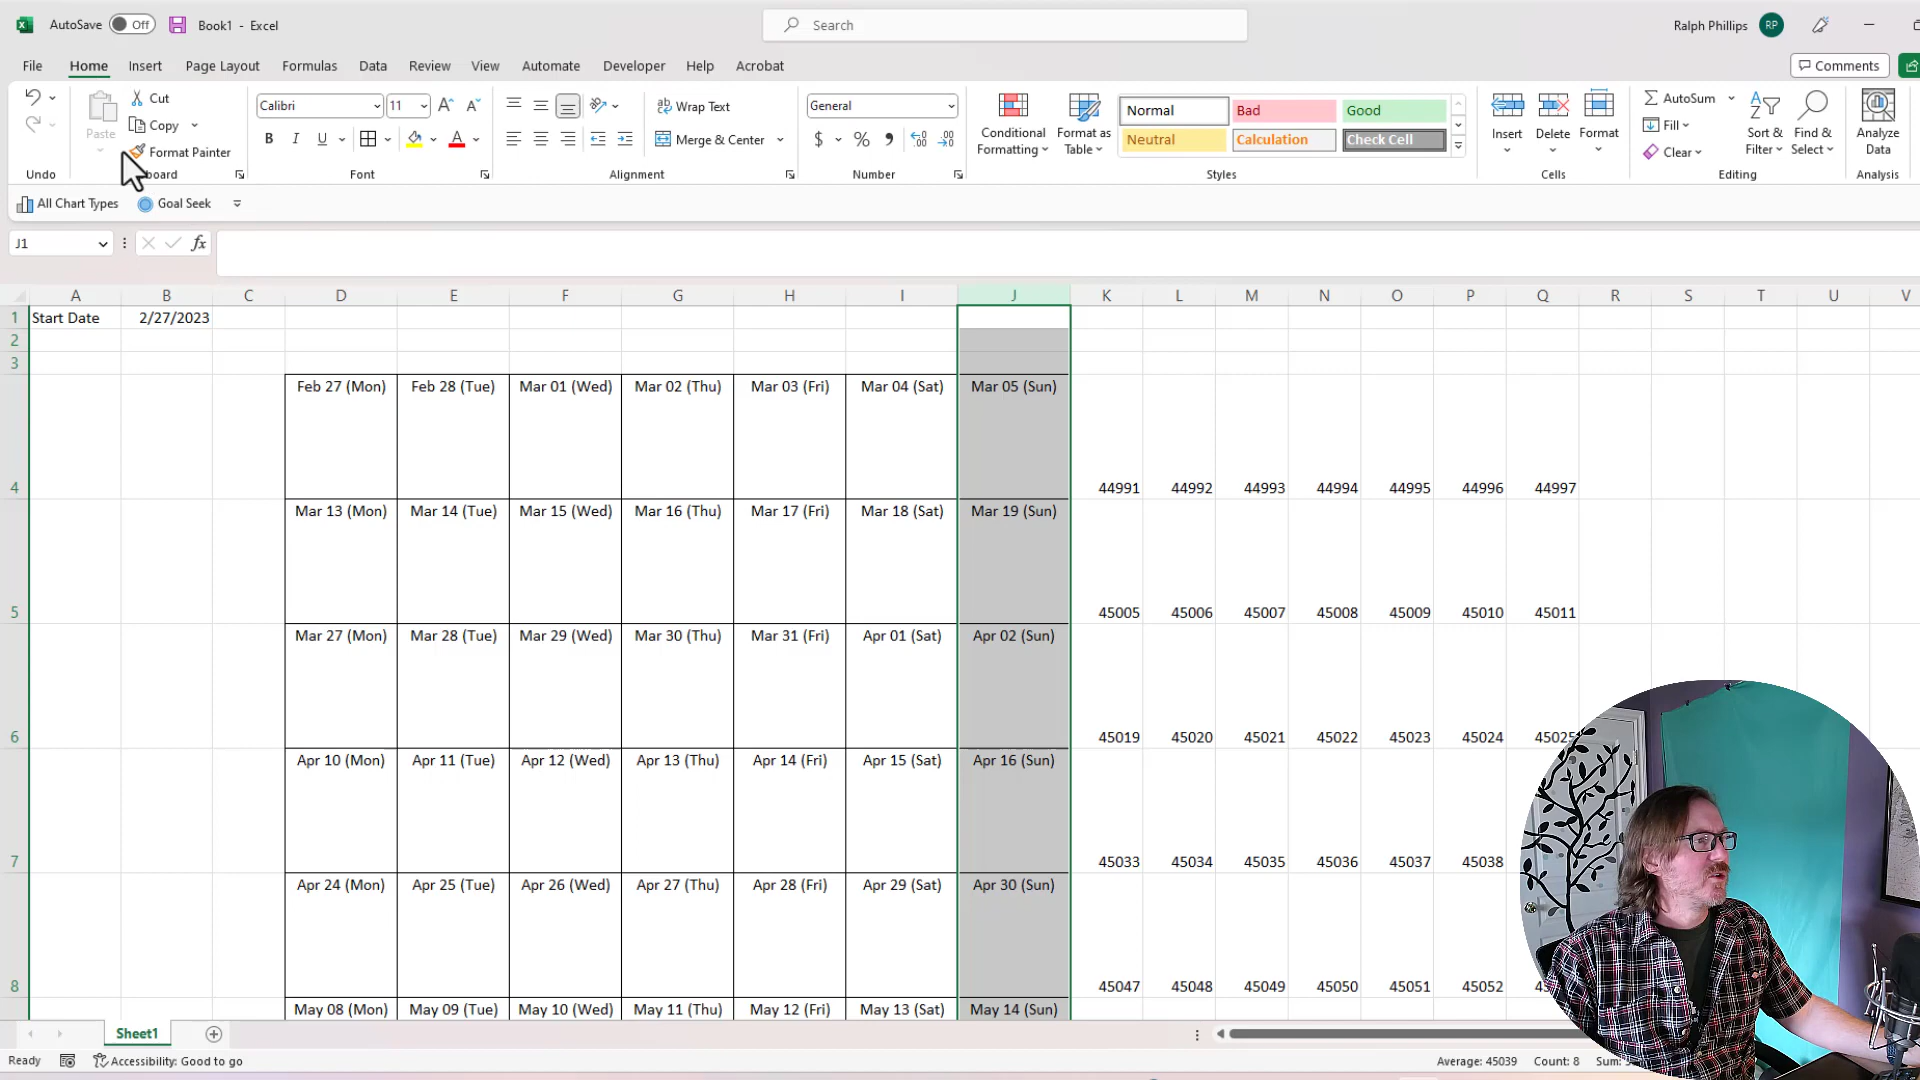 AutoSave Off Book1 - Excel Search Ralph Phillips RP
File Home Insert Page Layout Formulas Data Review View Automate Developer Help Acrobat Comments
Cut Calibri 11 Wrap Text General Normal Bad Good AutoSum
Paste Copy Conditional Formatting Format as Table Insert Delete Format Fill Sort & Filter Find & Select Analyze Data
Format Painter B I U A Merge & Center $ % Neutral Calculation Check Cell Clear
Undo board Font Alignment Number Styles Cells Editing Analysis
All Chart Types Goal Seek
J1 fx
A B C D E F G H I J K L M N O P Q R S T U V
1 Start Date 2/27/2023
2
3
Feb 27 (Mon) Feb 28 (Tue) Mar 01 (Wed) Mar 02 (Thu) Mar 03 (Fri) Mar 04 (Sat) Mar 05 (Sun)
4 44991 44992 44993 44994 44995 44996 44997
Mar 13 (Mon) Mar 14 (Tue) Mar 15 (Wed) Mar 16 (Thu) Mar 17 (Fri) Mar 18 (Sat) Mar 19 (Sun)
5 45005 45006 45007 45008 45009 45010 45011
Mar 27 (Mon) Mar 28 (Tue) Mar 29 (Wed) Mar 30 (Thu) Mar 31 (Fri) Apr 01 (Sat) Apr 02 (Sun)
6 45019 45020 45021 45022 45023 45024 45025
Apr 10 (Mon) Apr 11 (Tue) Apr 12 (Wed) Apr 13 (Thu) Apr 14 (Fri) Apr 15 (Sat) Apr 16 (Sun)
7 45033 45034 45035 45036 45037 45038
Apr 24 (Mon) Apr 25 (Tue) Apr 26 (Wed) Apr 27 (Thu) Apr 28 (Fri) Apr 29 (Sat) Apr 30 (Sun)
8 45047 45048 45049 45050 45051 45052
May 08 (Mon) May 09 (Tue) May 10 (Wed) May 11 (Thu) May 12 (Fri) May 13 (Sat) May 14 (Sun)
Sheet1
Ready Accessibility: Good to go Average: 45039 Count: 8 Sum: